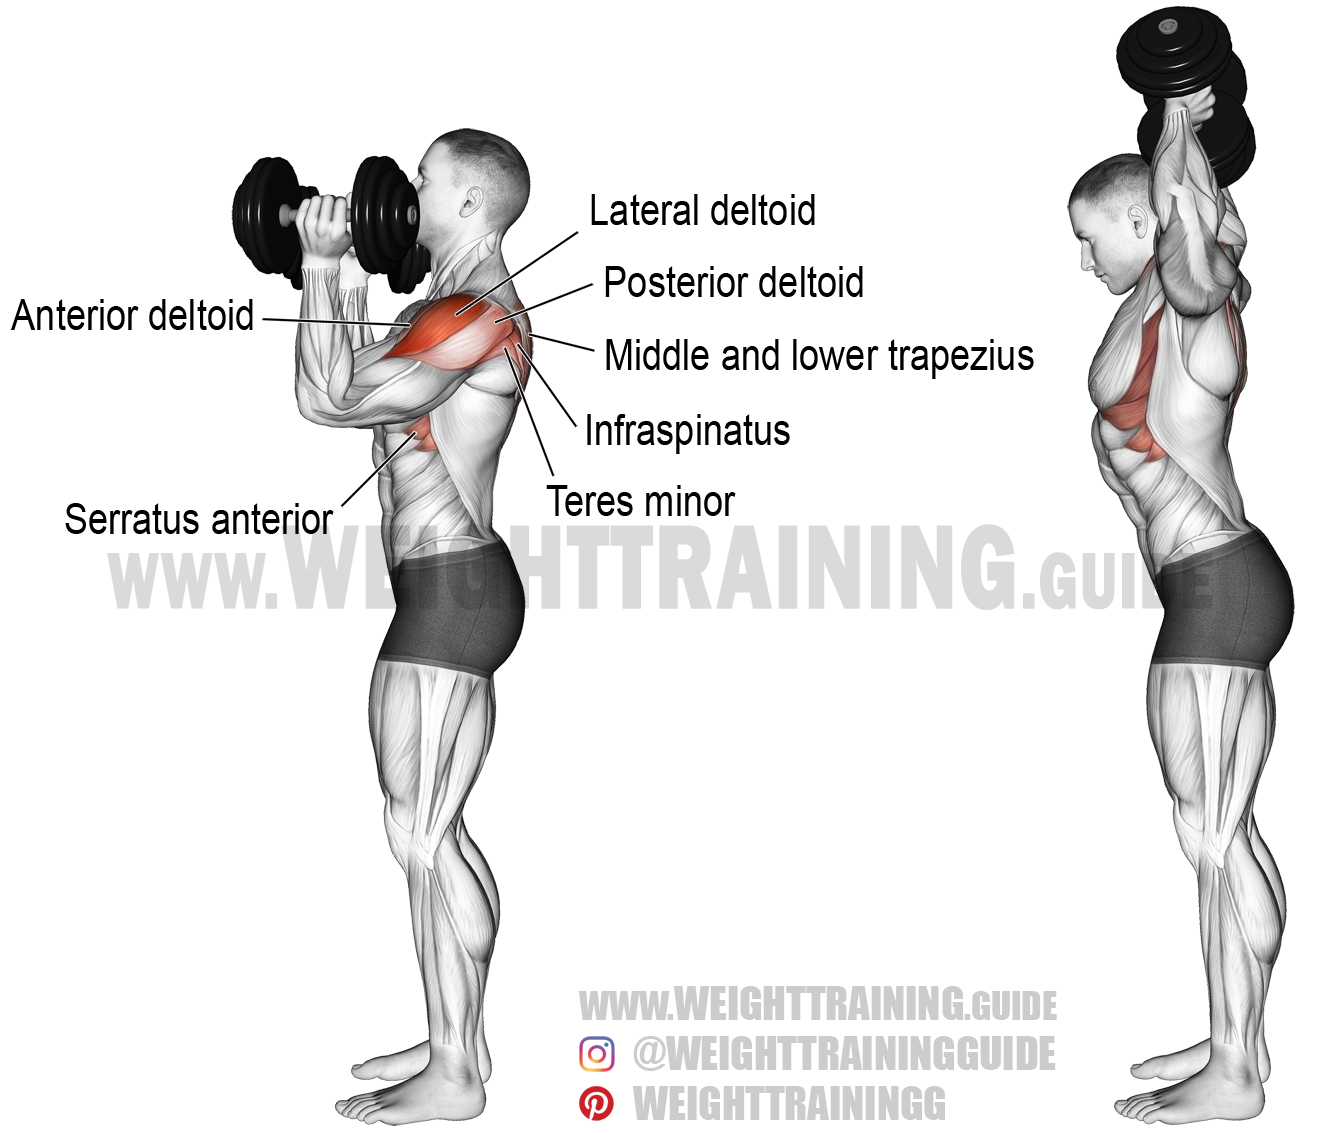 Lateral deltoid
Posterior deltoid
Anterior deltoid
Middle and lower trapezius
Infraspinatus
Teres minor
Serratus anterior
www.WEIGHTTRAINING.GUIDE
www.WEIGHTTRAINING.GUIDE
@WEIGHTTRAININGGUIDE
WEIGHTTRAININGG